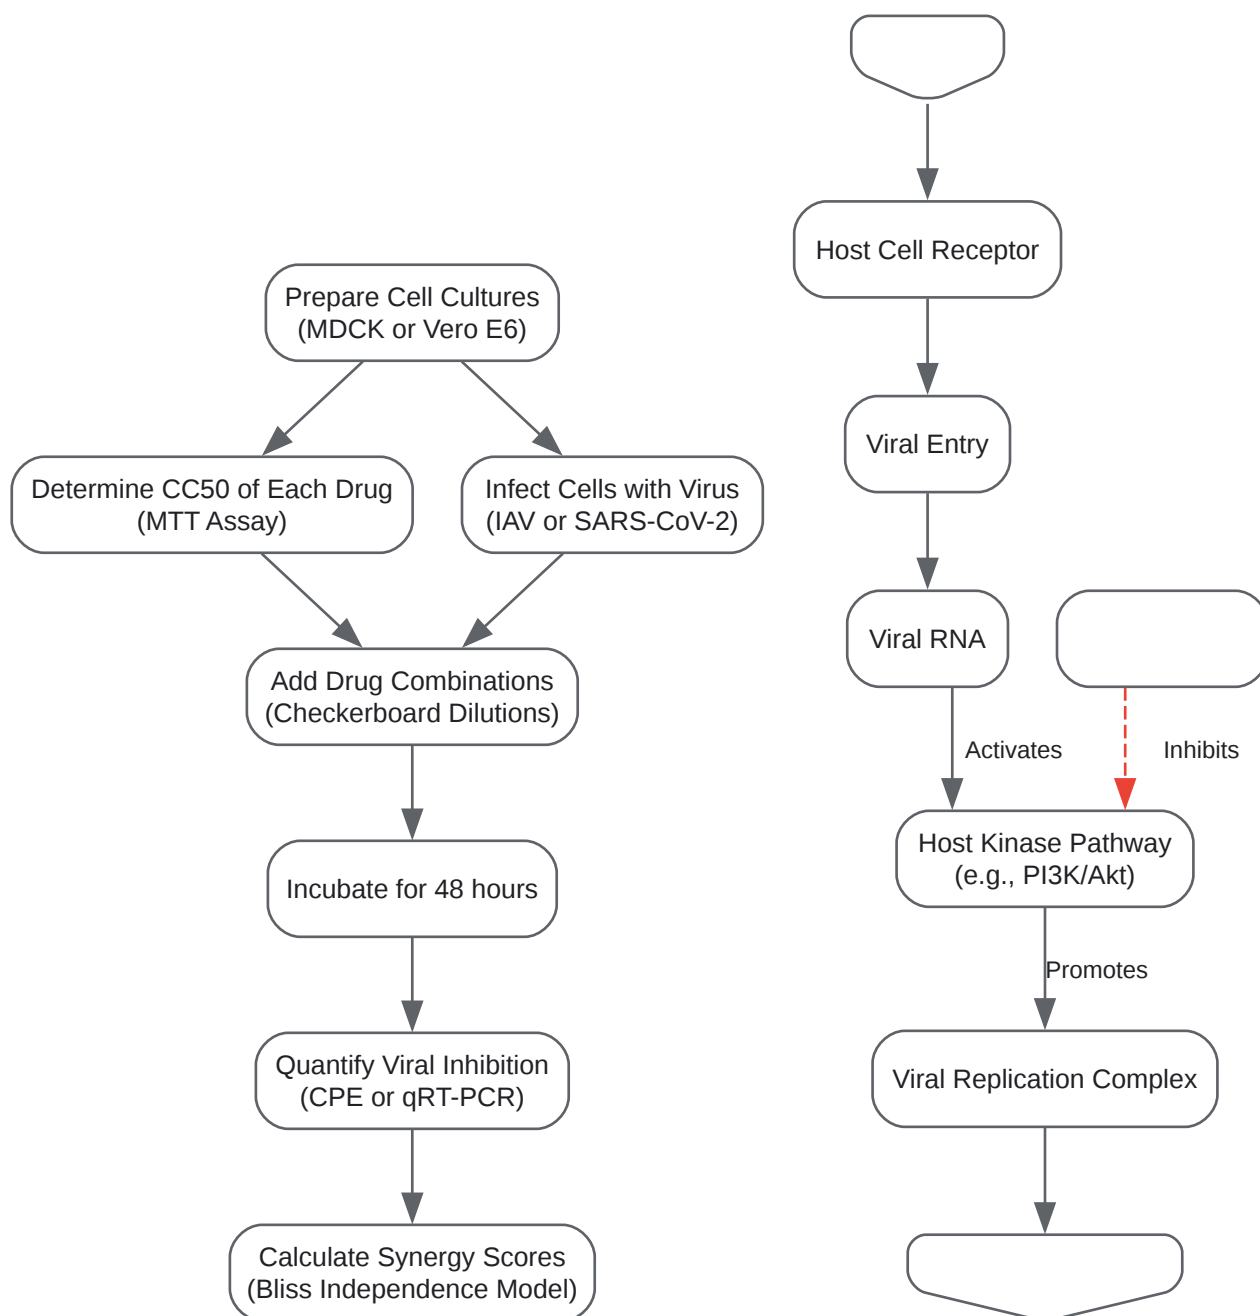 Prepare Cell Cultures
(MDCK or Vero E6)
Determine CC50 of Each Drug
(MTT Assay)
Infect Cells with Virus
(IAV or SARS-CoV-2)
Add Drug Combinations
(Checkerboard Dilutions)
Incubate for 48 hours
Quantify Viral Inhibition
(CPE or qRT-PCR)
Calculate Synergy Scores
(Bliss Independence Model)
Host Cell Receptor
Viral Entry
Viral RNA
Activates
Inhibits
Host Kinase Pathway
(e.g., PI3K/Akt)
Promotes
Viral Replication Complex